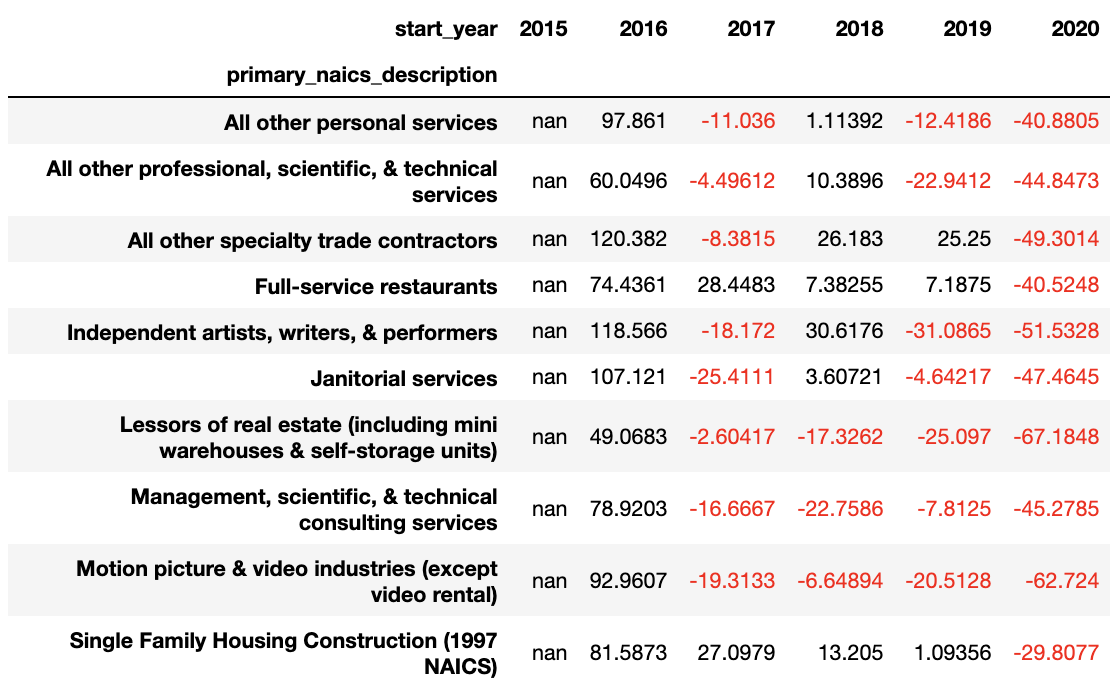 start_year 2015 2016 2017 2018 2019 2020
primary_naics_description
All other personal services nan 97.861 -11.036 1.11392 -12.4186 -40.8805
All other professional, scientific, & technical
services nan 60.0496 -4.49612 10.3896 -22.9412 -44.8473
All other specialty trade contractors nan 120.382 -8.3815 26.183 25.25 -49.3014
Full-service restaurants nan 74.4361 28.4483 7.38255 7.1875 -40.5248
Independent artists, writers, & performers nan 118.566 -18.172 30.6176 -31.0865 -51.5328
Janitorial services nan 107.121 -25.4111 3.60721 -4.64217 -47.4645
Lessors of real estate (including mini
warehouses & self-storage units) nan 49.0683 -2.60417 -17.3262 -25.097 -67.1848
Management, scientific, & technical
consulting services nan 78.9203 -16.6667 -22.7586 -7.8125 -45.2785
Motion picture & video industries (except
video rental) nan 92.9607 -19.3133 -6.64894 -20.5128 -62.724
Single Family Housing Construction (1997
NAICS) nan 81.5873 27.0979 13.205 1.09356 -29.8077